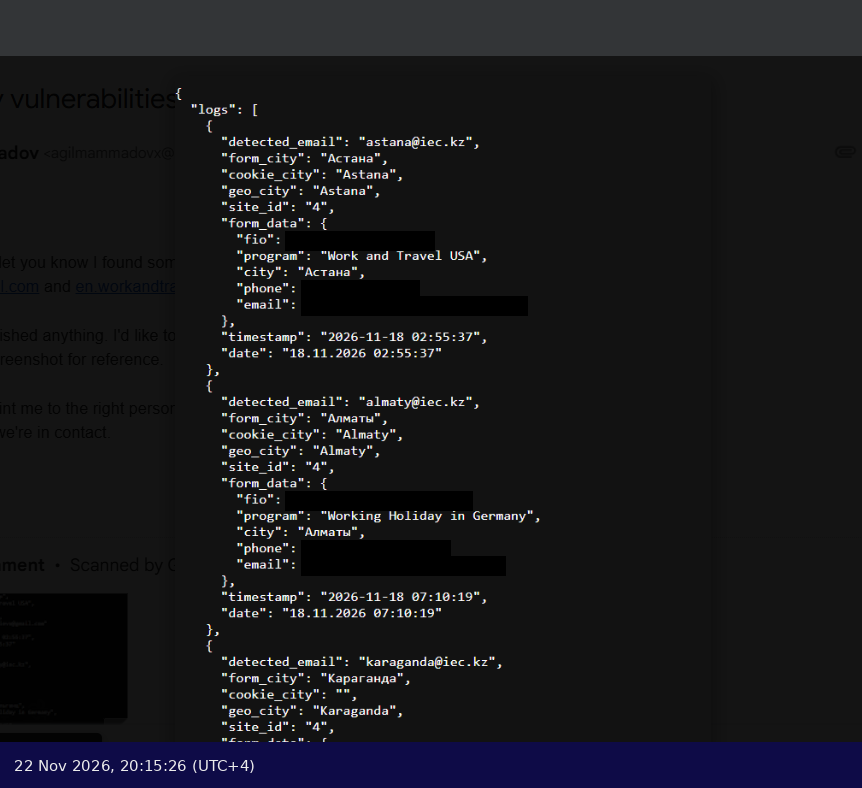 {
"logs": [
{
"detected_email": "astana@iec.kz",
"form_city": "Астана",
"cookie_city": "Astana",
"geo_city": "Astana",
"site_id": "4",
"form_data": {
"fio":
"program": "Work and Travel USA",
"city": "Астана",
"phone":
"email":
},
"timestamp": "2026-11-18 02:55:37",
"date": "18.11.2026 02:55:37"
},
{
"detected_email": "almaty@iec.kz",
"form_city": "Алматы",
"cookie_city": "Almaty",
"geo_city": "Almaty",
"site_id": "4",
"form_data": {
"fio":
"program": "Working Holiday in Germany",
"city": "Алматы",
"phone":
"email":
},
"timestamp": "2026-11-18 07:10:19",
"date": "18.11.2026 07:10:19"
},
{
"detected_email": "karaganda@iec.kz",
"form_city": "Караганда",
"cookie_city": "",
"geo_city": "Karaganda",
"site_id": "4",
"form_data": {
y vulnerabilities
adov <agilmammadovx@
let you know I found som
l.com and en.workandtra
ished anything. I'd like to
reenshot for reference.
int me to the right person
we're in contact.
ment • Scanned by G
22 Nov 2026, 20:15:26 (UTC+4)